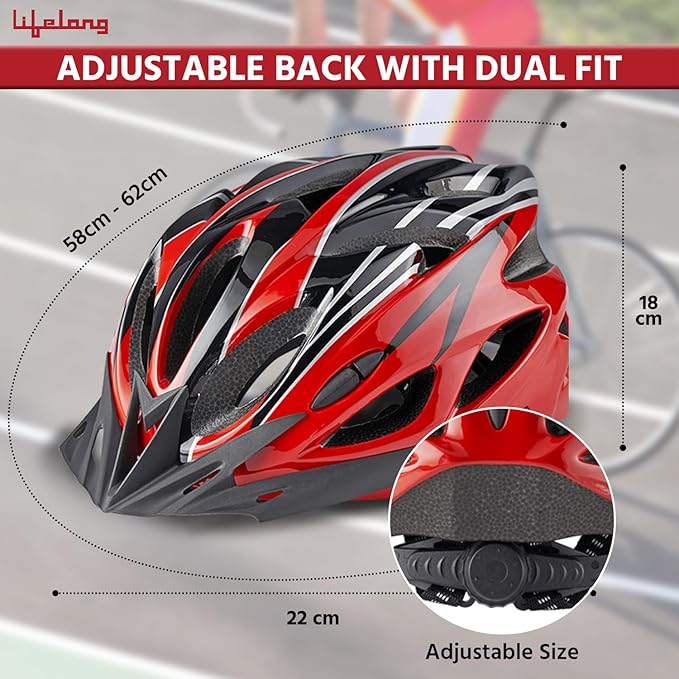 Lifelong
ADJUSTABLE BACK WITH DUAL FIT
58cm - 62cm
18
cm
22 cm
Adjustable Size